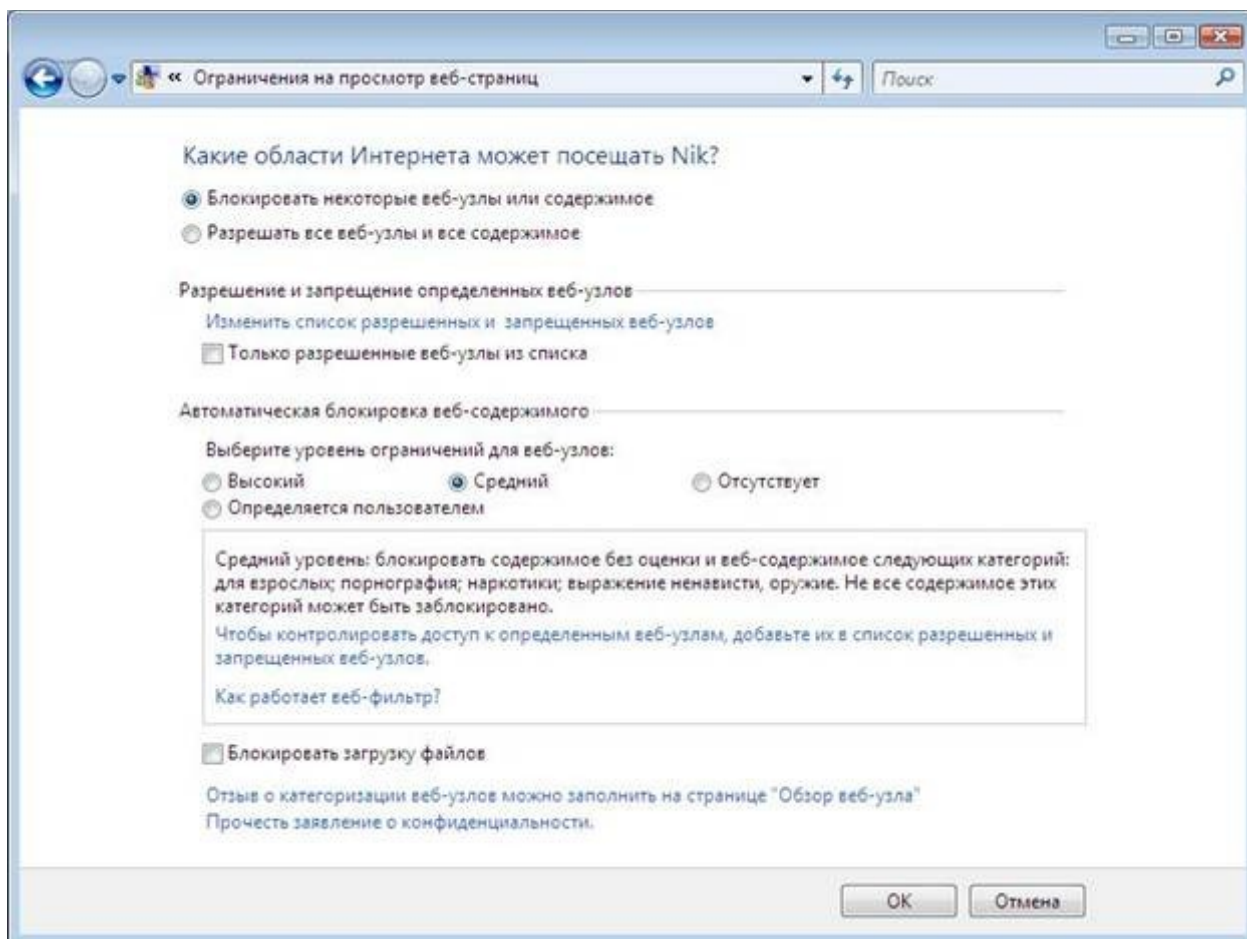 « Ограничения на просмотр веб-страниц
Поиск
Какие области Интернета может посещать Nik?
Блокировать некоторые веб-узлы или содержимое
Разрешать все веб-узлы и все содержимое
Разрешение и запрещение определенных веб-узлов
Изменить список разрешенных и запрещенных веб-узлов
Только разрешенные веб-узлы из списка
Автоматическая блокировка веб-содержимого
Выберите уровень ограничений для веб-узлов:
Высокий Средний Отсутствует
Определяется пользователем
Средний уровень: блокировать содержимое без оценки и веб-содержимое следующих категорий:
для взрослых; порнография; наркотики; выражение ненависти, оружие. Не все содержимое этих
категорий может быть заблокировано.
Чтобы контролировать доступ к определенным веб-узлам, добавьте их в список разрешенных и
запрещенных веб-узлов.
Как работает веб-фильтр?
Блокировать загрузку файлов
Отзыв о категоризации веб-узлов можно заполнить на странице "Обзор веб-узла"
Прочесть заявление о конфиденциальности.
OK Отмена